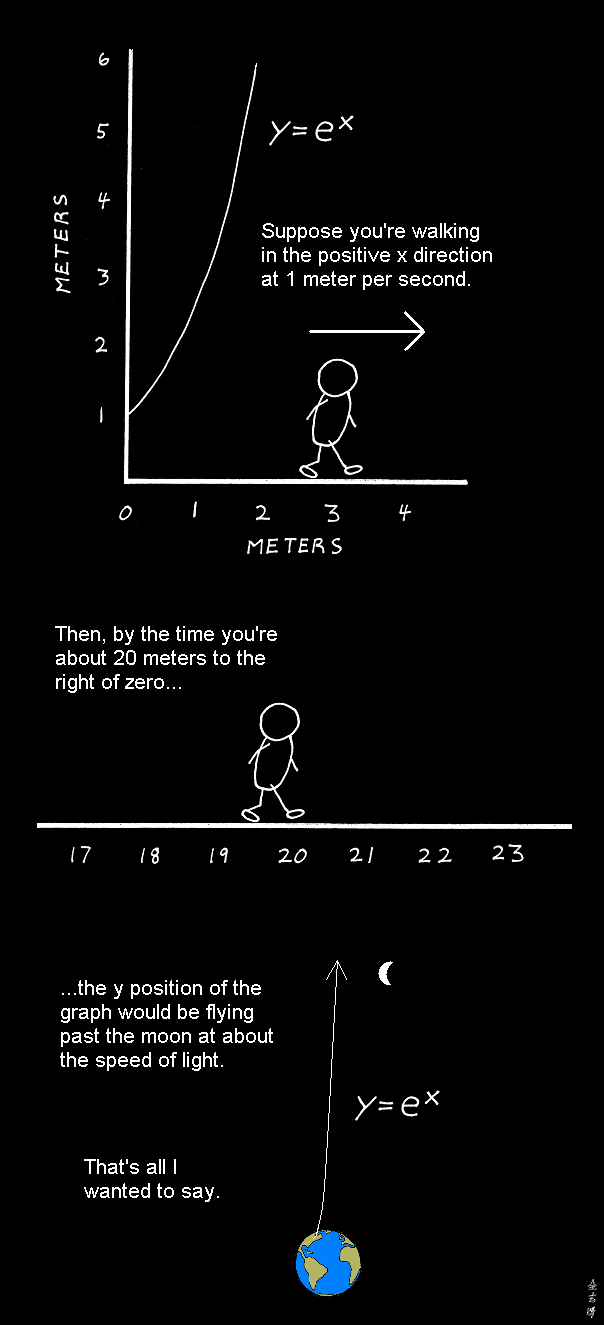 6
y=eˣ
5
Suppose you're walking
in the positive x direction
at 1 meter per second.
4
METERS
3
2
1
0 1 2 3 4
METERS
Then, by the time you're
about 20 meters to the
right of zero...
17 18 19 20 21 22 23
...the y position of the
graph would be flying
past the moon at about
the speed of light.
y=eˣ
That's all I
wanted to say.